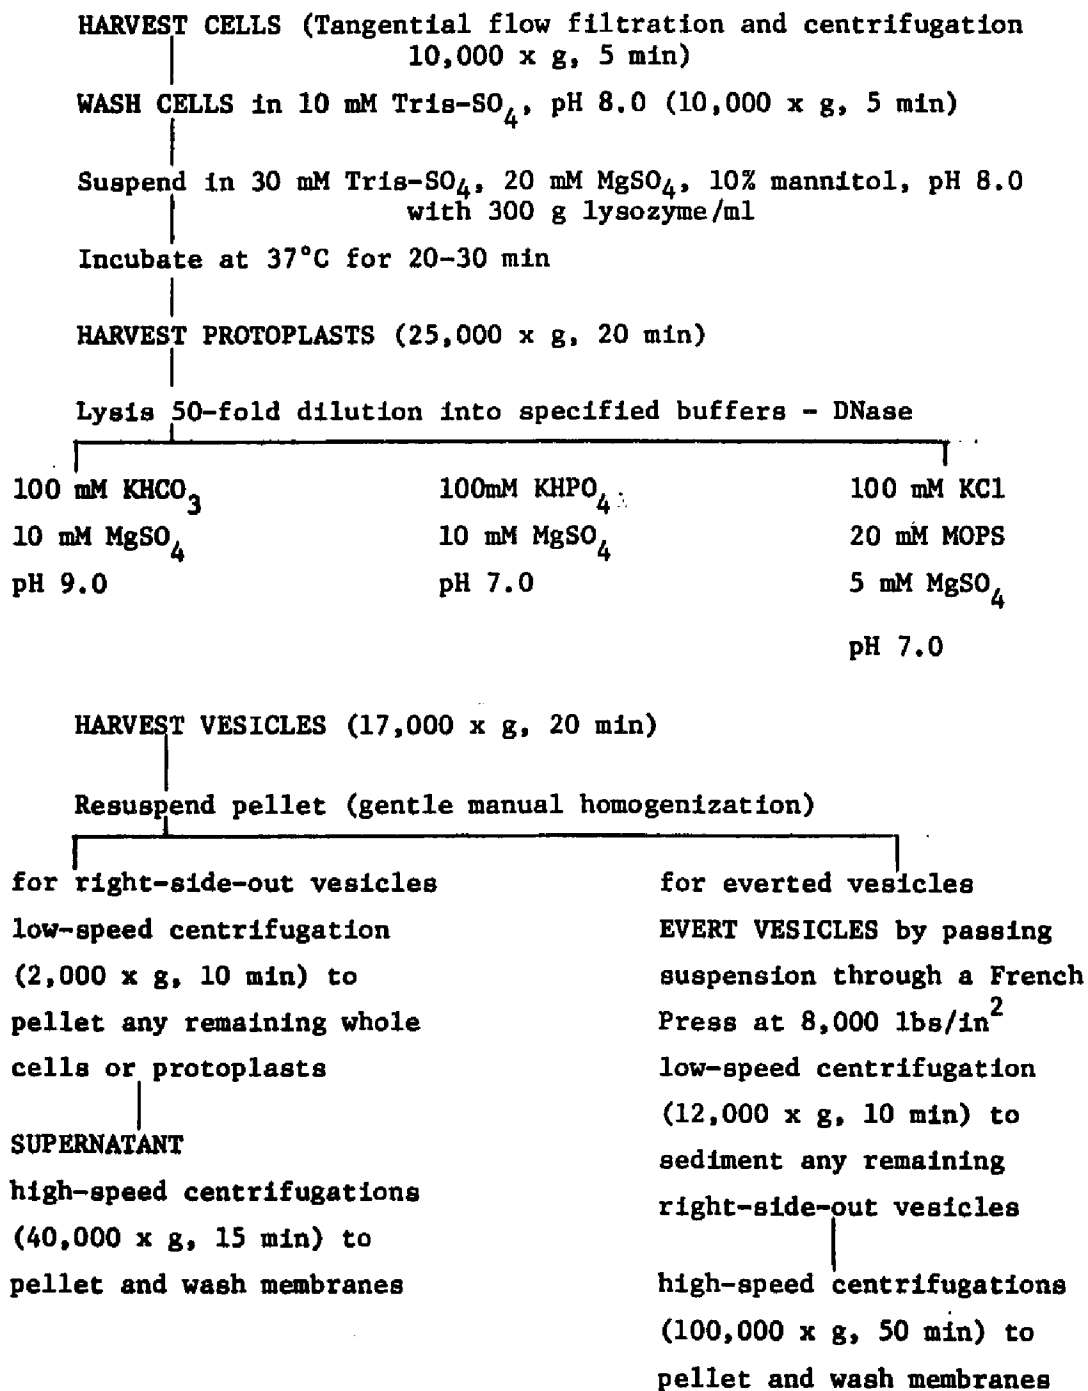 HARVEST CELLS (Tangential flow filtration and centrifugation
10,000 x g, 5 min)
WASH CELLS in 10 mM Tris-SO4, pH 8.0 (10,000 x g, 5 min)
Suspend in 30 mM Tris-SO4, 20 mM MgSO4, 10% mannitol, pH 8.0
with 300 g lysozyme/ml
Incubate at 37°C for 20-30 min
HARVEST PROTOPLASTS (25,000 x g, 20 min)
Lysis 50-fold dilution into specified buffers - DNase
100 mM KHCO3
10 mM MgSO4
pH 9.0
100mM KHPO4
10 mM MgSO4
pH 7.0
100 mM KCl
20 mM MOPS
5 mM MgSO4
pH 7.0
HARVEST VESICLES (17,000 x g, 20 min)
Resuspend pellet (gentle manual homogenization)
for right-side-out vesicles
low-speed centrifugation
(2,000 x g, 10 min) to
pellet any remaining whole
cells or protoplasts
SUPERNATANT
high-speed centrifugations
(40,000 x g, 15 min) to
pellet and wash membranes
for everted vesicles
EVERT VESICLES by passing
suspension through a French
Press at 8,000 lbs/in2
low-speed centrifugation
(12,000 x g, 10 min) to
sediment any remaining
right-side-out vesicles
high-speed centrifugations
(100,000 x g, 50 min) to
pellet and wash membranes